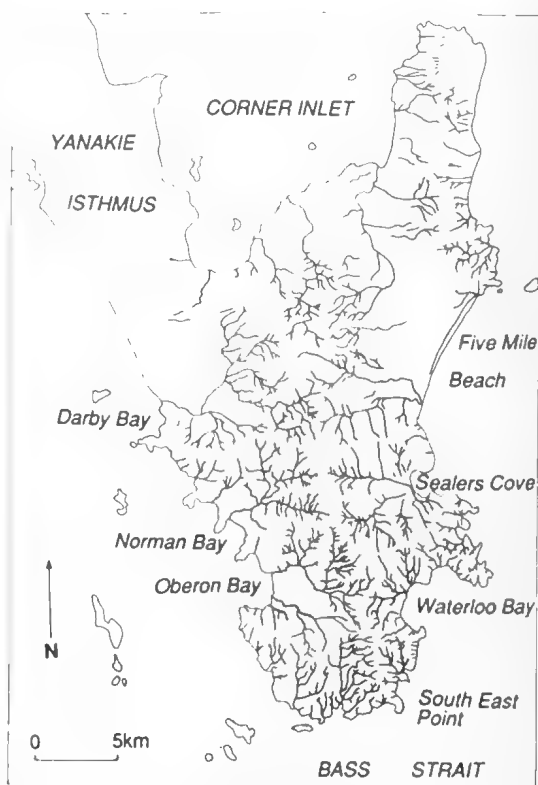 CORNER INLET
YANAKIE
ISTHMUS
Five Mile
Beach
Darby Bay
Sealers Cove
Norman Bay
Oberon Bay
Waterloo Bay
N
South East
Point
0 5km
BASS STRAIT